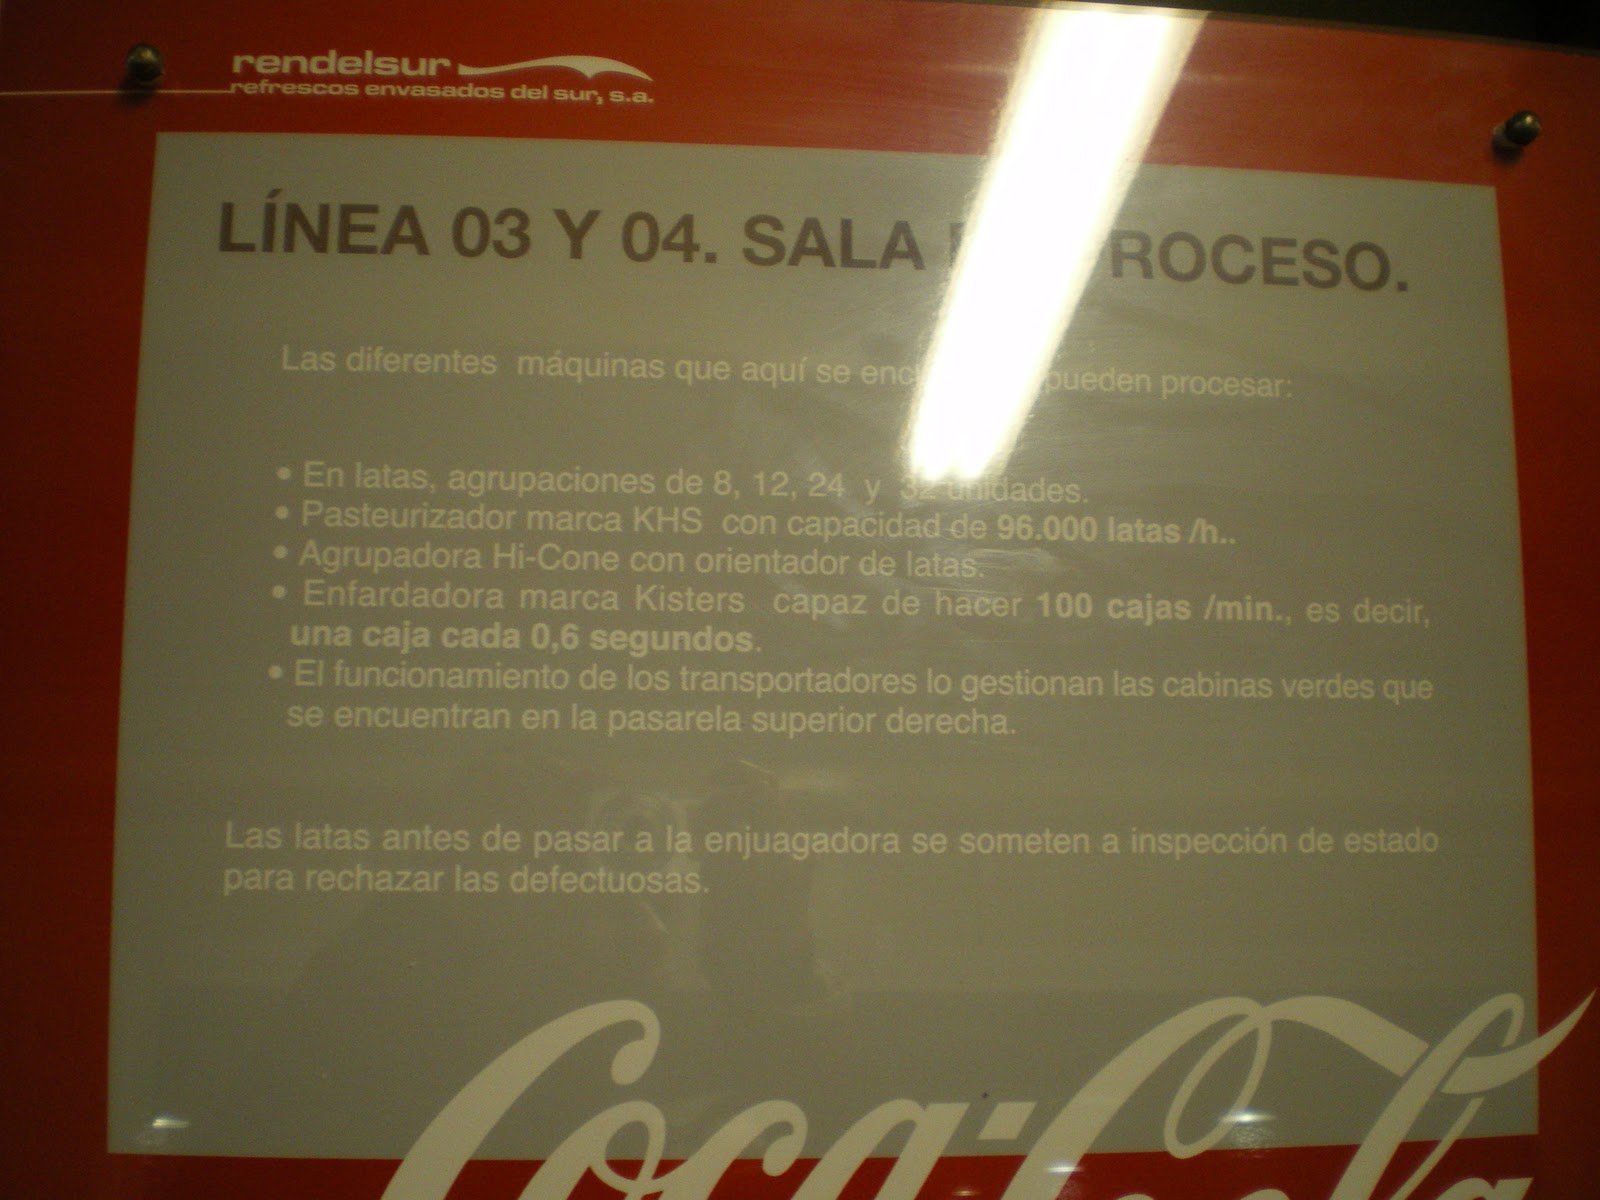 rendelsur
refrescos envasados del sur, s.a.
LÍNEA 03 Y 04. SALA ROCESO.
Las diferentes máquinas que aquí se enc pueden procesar:
• En latas, agrupaciones de 8, 12, 24 y 32 unidades.
• Pasteurizador marca KHS con capacidad de 96.000 latas /h..
• Agrupadora Hi-Cone con orientador de latas.
• Enfardadora marca Kisters capaz de hacer 100 cajas /min., es decir,
una caja cada 0,6 segundos.
• El funcionamiento de los transportadores lo gestionan las cabinas verdes que
se encuentran en la pasarela superior derecha.
Las latas antes de pasar a la enjuagadora se someten a inspección de estado
para rechazar las defectuosas.
Coca-Cola